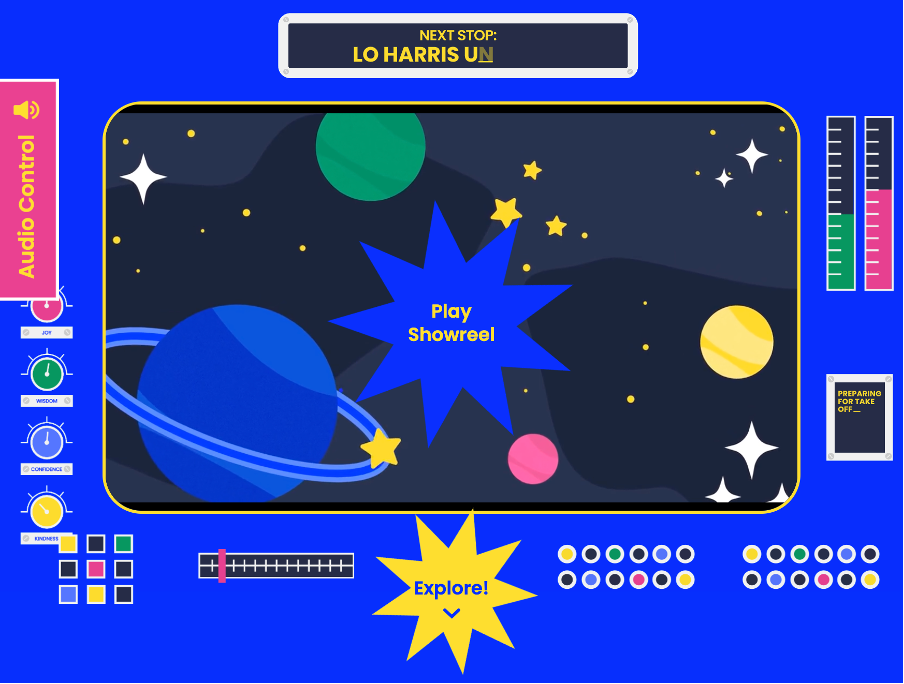 NEXT STOP:
LO HARRIS UN
Audio Control
Play
Showreel
JOY
WISDOM
CONFIDENCE
KINDNESS
PREPARING
FOR TAKE
OFF_
Explore!